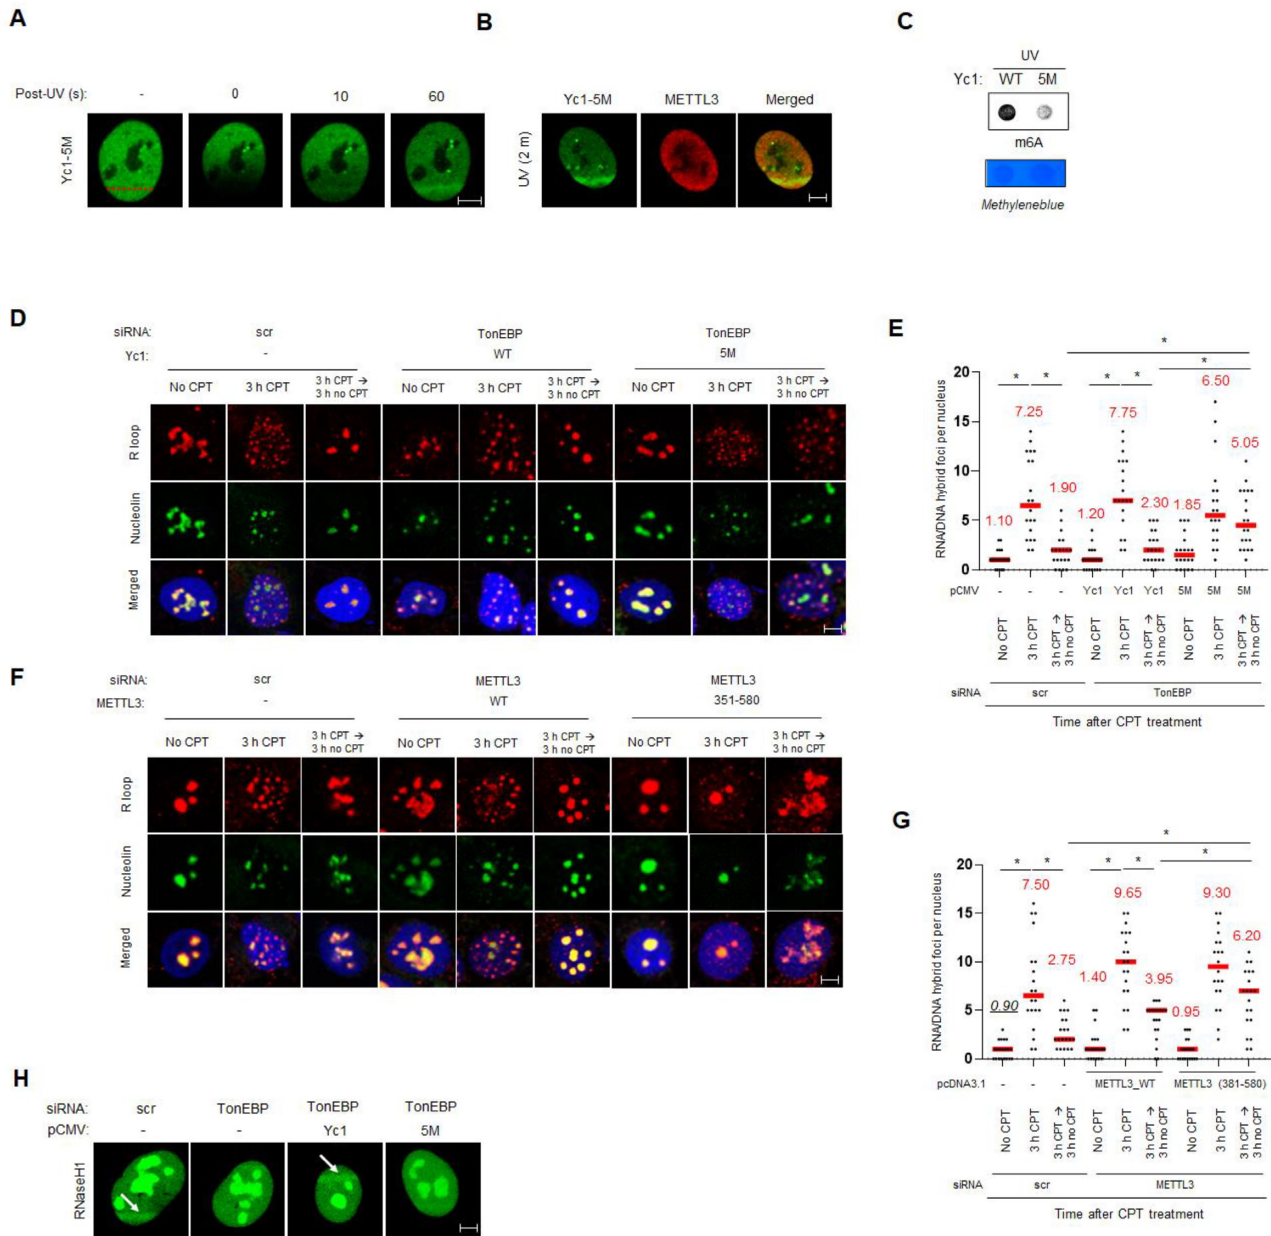 A
Post-UV (s):
-
0
10
60
Yc1-5M
B
Yc1-5M
METTL3
Merged
UV (2 m)
C
UV
Yc1:
WT
5M
m6A
Methyleneblue
D
siRNA:
scr
TonEBP
TonEBP
Yc1:
-
WT
5M
No CPT
3 h CPT
3 h CPT →
3 h no CPT
No CPT
3 h CPT
3 h CPT →
3 h no CPT
No CPT
3 h CPT
3 h CPT →
3 h no CPT
R loop
Nucleolin
Merged
E
RNA/DNA hybrid foci per nucleus
20
15
10
5
0
*
*
*
*
*
*
1.10
7.25
1.90
1.20
7.75
2.30
1.85
6.50
5.05
pCMV
-
-
-
Yc1
Yc1
Yc1
5M
5M
5M
No CPT
3 h CPT
3 h CPT →
3 h no CPT
No CPT
3 h CPT
3 h CPT →
3 h no CPT
No CPT
3 h CPT
3 h CPT →
3 h no CPT
siRNA
scr
TonEBP
Time after CPT treatment
F
siRNA:
scr
METTL3
METTL3
METTL3:
-
WT
351-580
No CPT
3 h CPT
3 h CPT →
3 h no CPT
No CPT
3 h CPT
3 h CPT →
3 h no CPT
No CPT
3 h CPT
3 h CPT →
3 h no CPT
R loop
Nucleolin
Merged
G
RNA/DNA hybrid foci per nucleus
20
15
10
5
0
*
*
*
*
*
*
0.90
7.50
2.75
1.40
9.65
3.95
0.95
9.30
6.20
pcDNA3.1
-
-
-
METTL3_WT
METTL3 (381-580)
No CPT
3 h CPT
3 h CPT →
3 h no CPT
No CPT
3 h CPT
3 h CPT →
3 h no CPT
No CPT
3 h CPT
3 h CPT →
3 h no CPT
siRNA
scr
METTL3
Time after CPT treatment
H
siRNA:
scr
TonEBP
TonEBP
TonEBP
pCMV:
-
-
Yc1
5M
RNaseH1